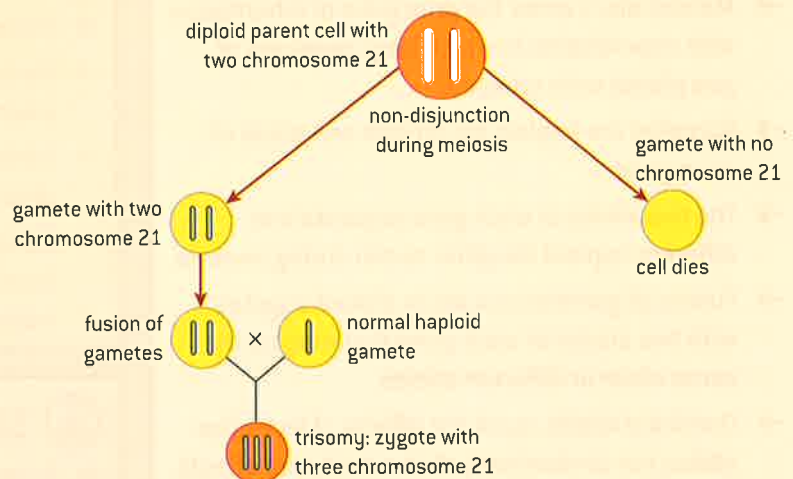 diploid parent cell with
two chromosome 21
non-disjunction
during meiosis
gamete with no
chromosome 21
gamete with two
chromosome 21
cell dies
fusion of
gametes
×
normal haploid
gamete
trisomy: zygote with
three chromosome 21